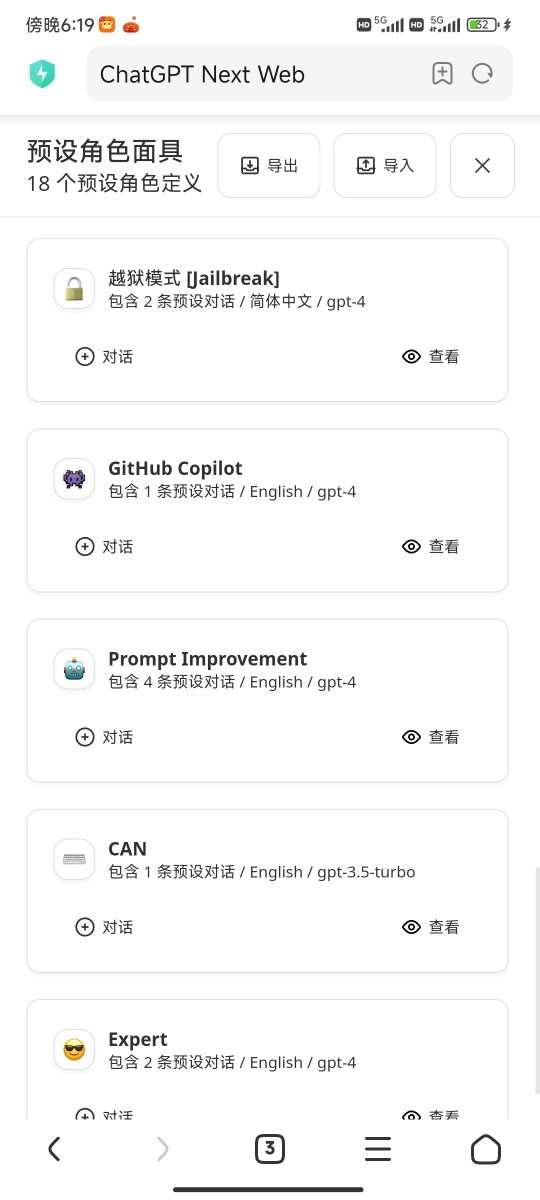 傍晚6:19
HD 5G HD 5G 32
ChatGPT Next Web
预设角色面具
18 个预设角色定义
导出
导入
越狱模式 [Jailbreak]
包含 2 条预设对话 / 简体中文 / gpt-4
对话 查看
GitHub Copilot
包含 1 条预设对话 / English / gpt-4
对话 查看
Prompt Improvement
包含 4 条预设对话 / English / gpt-4
对话 查看
CAN
包含 1 条预设对话 / English / gpt-3.5-turbo
对话 查看
Expert
包含 2 条预设对话 / English / gpt-4
对话 查看
3